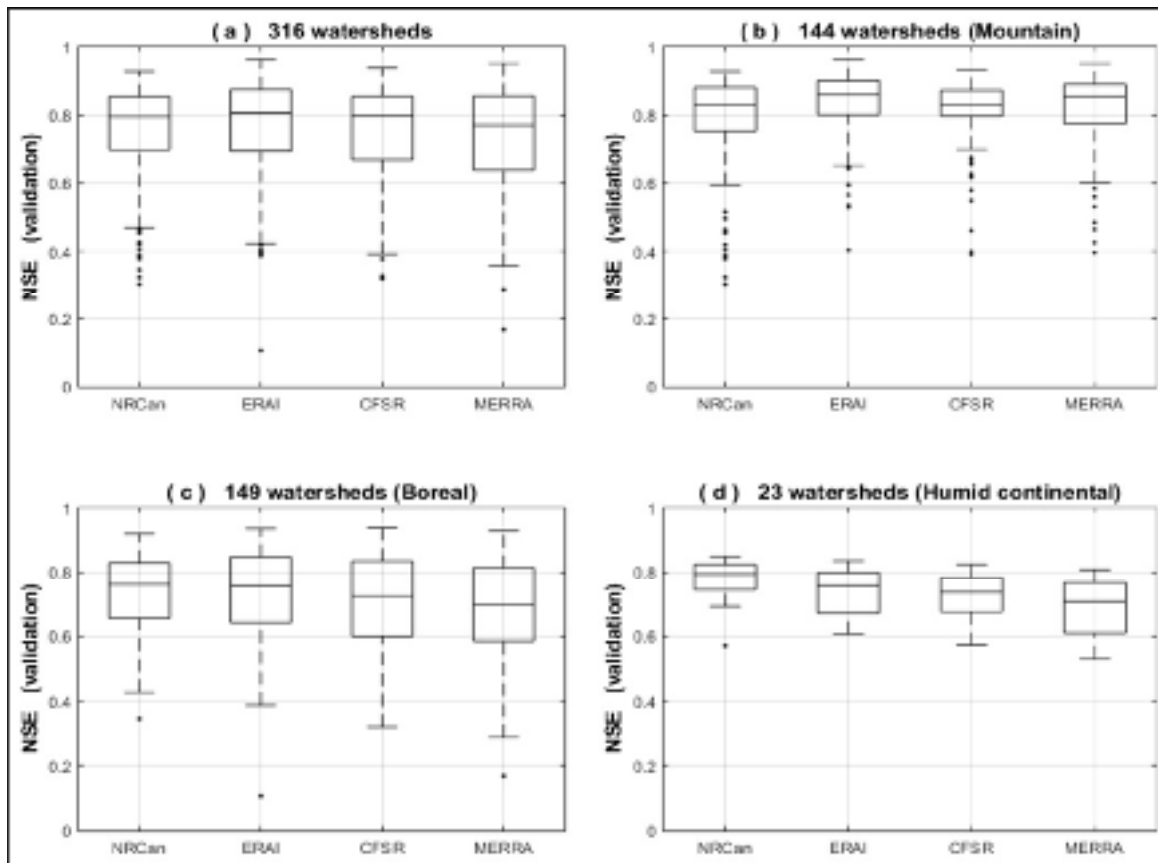 ( a ) 316 watersheds
1
0.8
0.6
0.4
0.2
0
NSE (validation)
NRCan ERAI CFSR MERRA
( b ) 144 watersheds (Mountain)
1
0.8
0.6
0.4
0.2
0
NSE (validation)
NRCan ERAI CFSR MERRA
( c ) 149 watersheds (Boreal)
1
0.8
0.6
0.4
0.2
0
NSE (validation)
NRCan ERAI CFSR MERRA
( d ) 23 watersheds (Humid continental)
1
0.8
0.6
0.4
0.2
0
NSE (validation)
NRCan ERAI CFSR MERRA